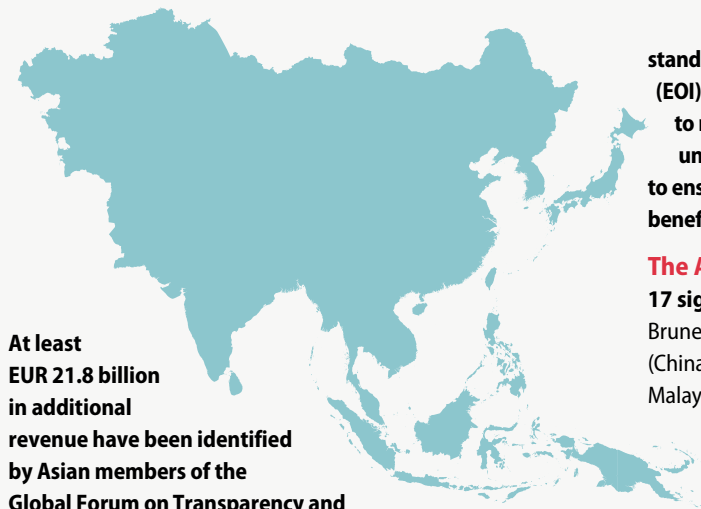 At least
EUR 21.8 billion
in additional
revenue have been identified
by Asian members of the
Global Forum on Transparency and
stand
(EOI)
to
to ens
benef
The A
17 sig
Brune
(China
Malay